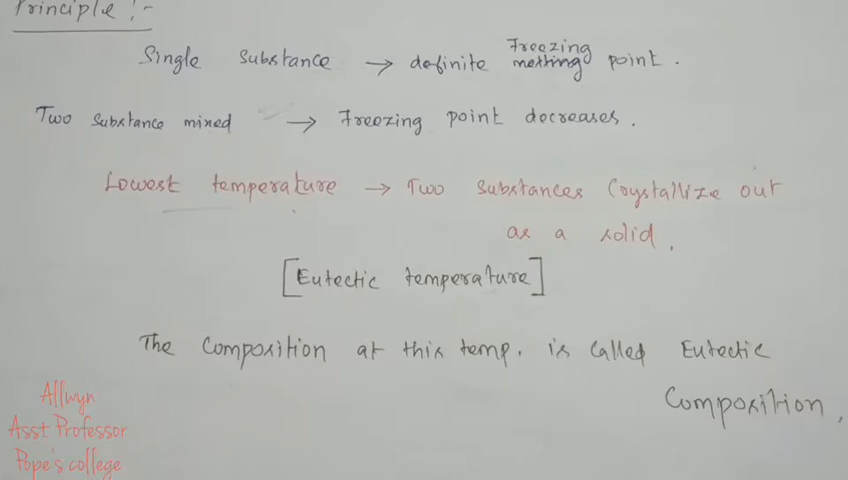 Principle :-
Single substance → definite Freezing melting point.
Two substance mixed → Freezing point decreases.
Lowest temperature → Two substances Crystallize out
as a solid.
[Eutectic temperature]
The Composition at this temp. is called Eutectic
Composition.
Allwyn
Asst Professor
Pope's college